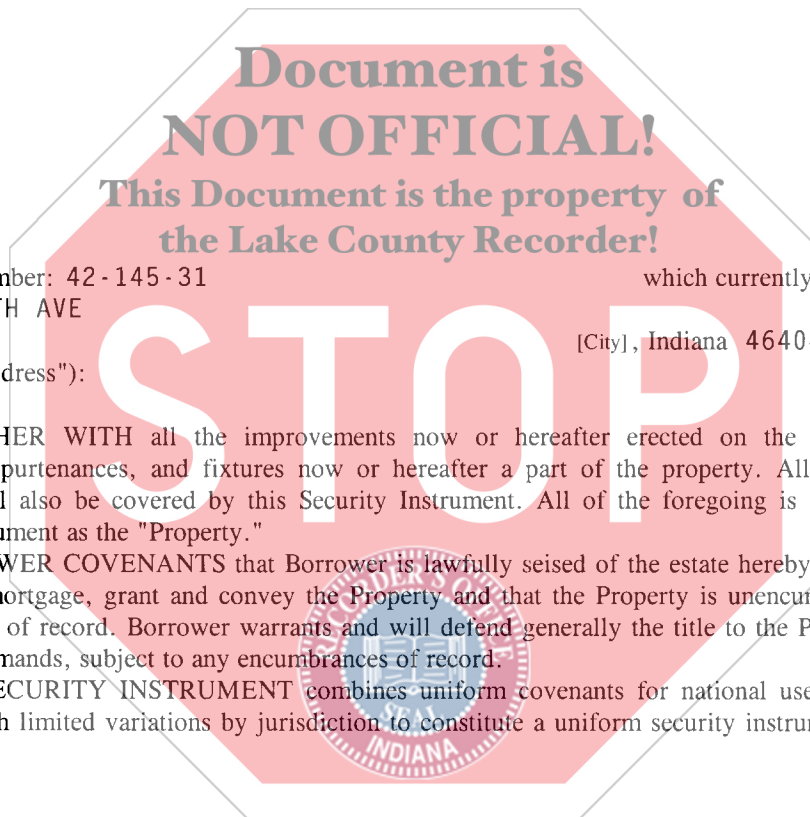 Document is
NOT OFFICIAL!
This Document is the property of
the Lake County Recorder!
mber: 42-145-31 which currently
TH AVE
[City], Indiana 4640
dress"):
STOP
HER WITH all the improvements now or hereafter erected on the
purtenances, and fixtures now or hereafter a part of the property. All
l also be covered by this Security Instrument. All of the foregoing is
ument as the "Property."
WER COVENANTS that Borrower is lawfully seised of the estate hereby
nortgage, grant and convey the Property and that the Property is unencu
of record. Borrower warrants and will defend generally the title to the P
mands, subject to any encumbrances of record.
ECURITY INSTRUMENT combines uniform covenants for national use
h limited variations by jurisdiction to constitute a uniform security instru
RECORDER'S OFFICE
SEAL
INDIANA